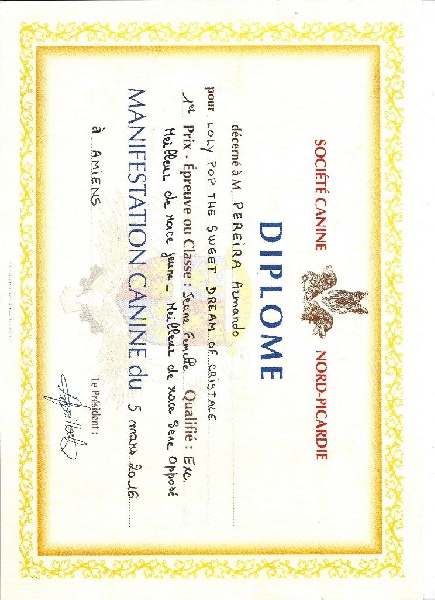 SOCIÉTÉ CANINE NORD-PICARDIE
DIPLOME
décerné à M. PEREIRA Armando
pour LOLY POP THE SWEET DREAM OF CRISTALE
1er Prix - Épreuve ou Classe : Jeune Femelle Qualifié : Exc.
Meilleur de race jeune - Meilleur de race Sexe Opposé
MANIFESTATION CANINE du 5 mars 2016
à AMIENS
Le Président :